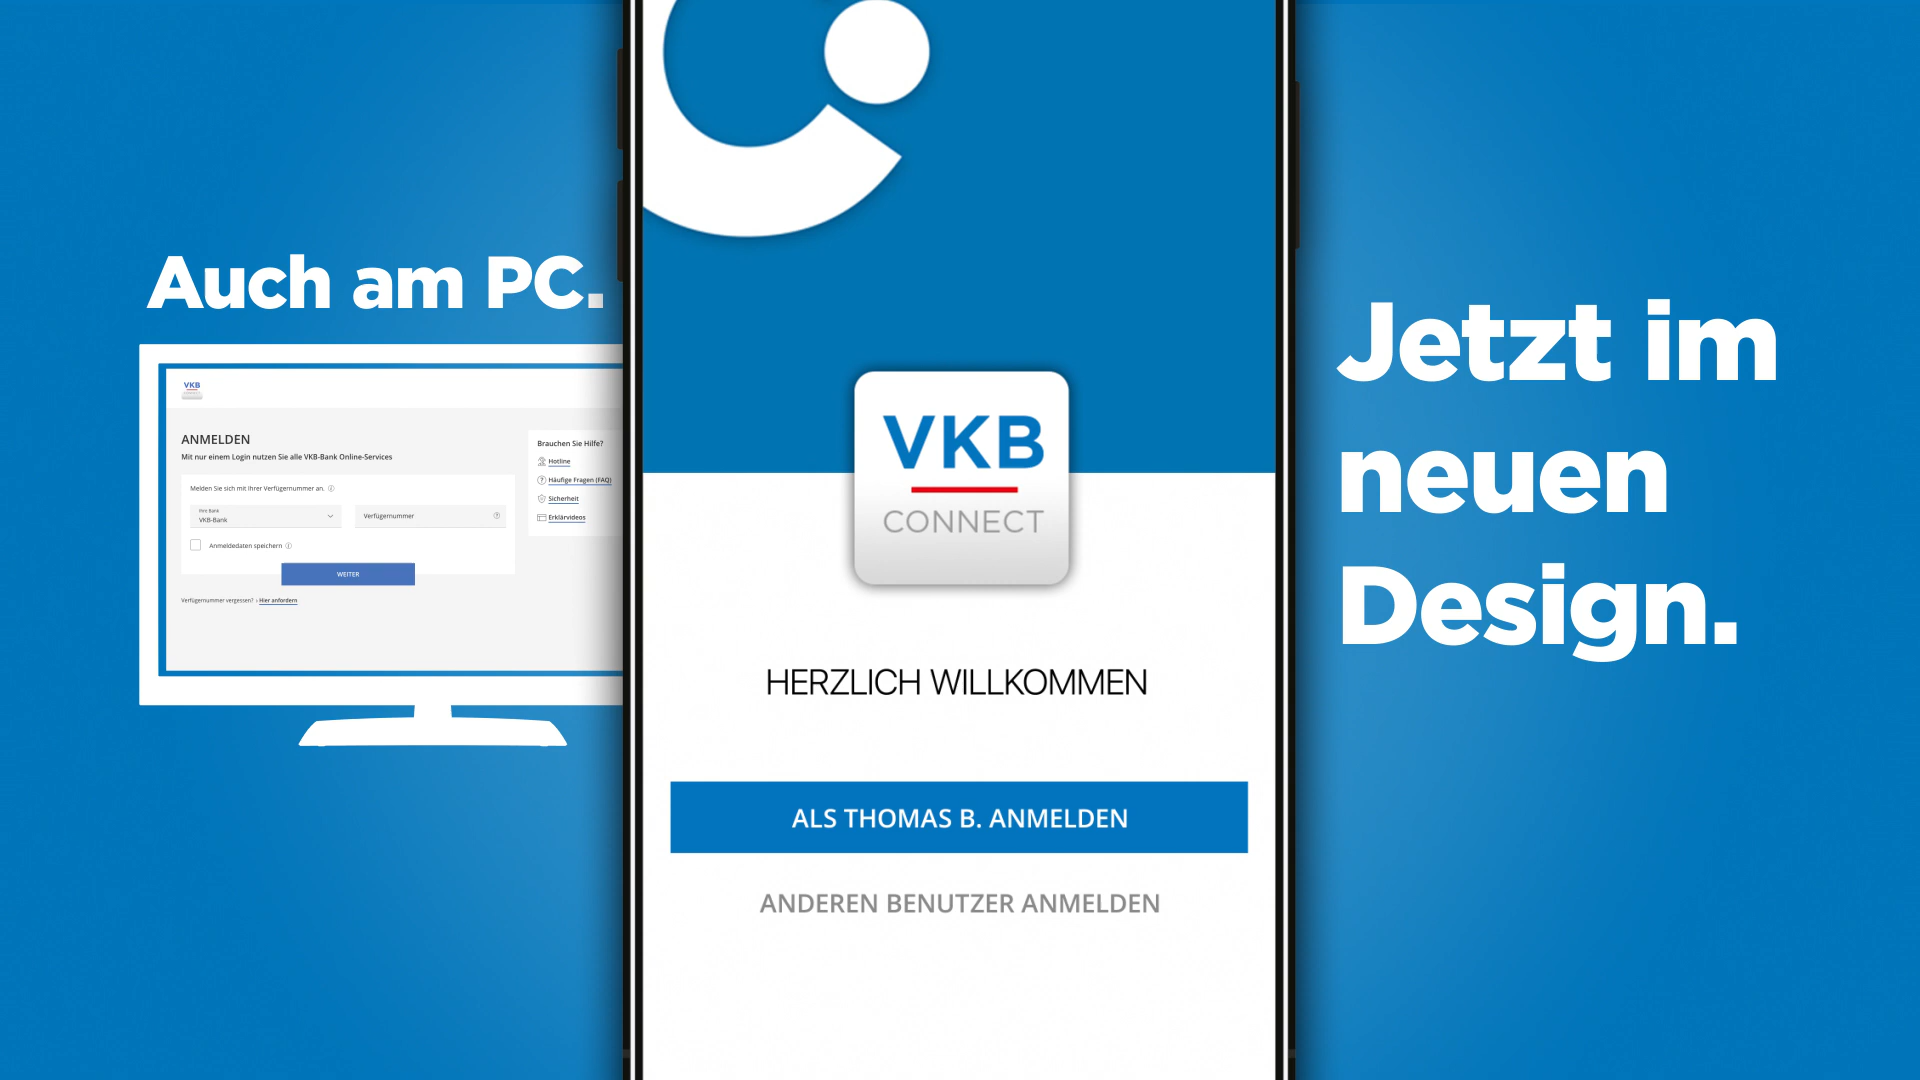 Auch am PC.
VKB
ANMELDEN
Mit nur einem Login nutzen Sie alle VKB-Bank Online-Services
Melden Sie sich mit Ihrer Verfügernummer an.
Ihre Bank
VKB-Bank
Verfügernummer
Anmeldedaten speichern
WEITER
Verfügernummer vergessen? › Hier anfordern
Brauchen Sie Hilfe?
Hotline
Häufige Fragen (FAQ)
Sicherheit
Erklärvideos
VKB
CONNECT
HERZLICH WILLKOMMEN
ALS THOMAS B. ANMELDEN
ANDEREN BENUTZER ANMELDEN
Jetzt im
neuen
Design.